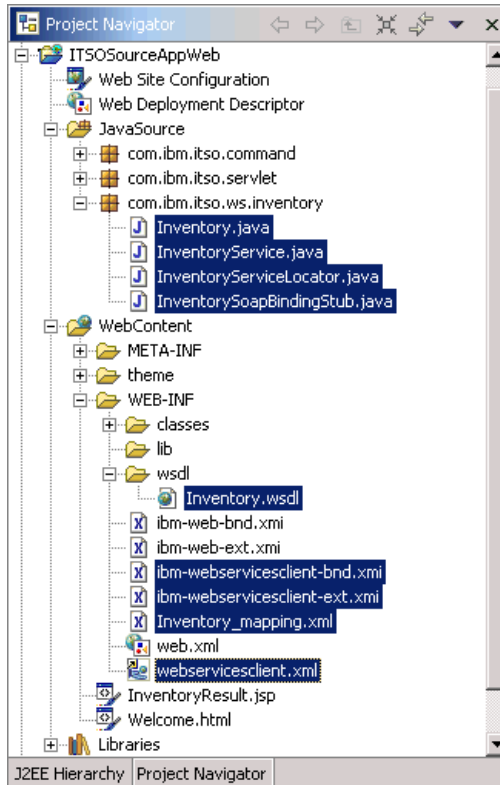 Project Navigator
ITSOSourceAppWeb
Web Site Configuration
Web Deployment Descriptor
JavaSource
com.ibm.itso.command
com.ibm.itso.servlet
com.ibm.itso.ws.inventory
Inventory.java
InventoryService.java
InventoryServiceLocator.java
InventorySoapBindingStub.java
WebContent
META-INF
theme
WEB-INF
classes
lib
wsdl
Inventory.wsdl
ibm-web-bnd.xmi
ibm-web-ext.xmi
ibm-webservicesclient-bnd.xmi
ibm-webservicesclient-ext.xmi
Inventory_mapping.xml
web.xml
webservicesclient.xml
InventoryResult.jsp
Welcome.html
Libraries
J2EE Hierarchy Project Navigator